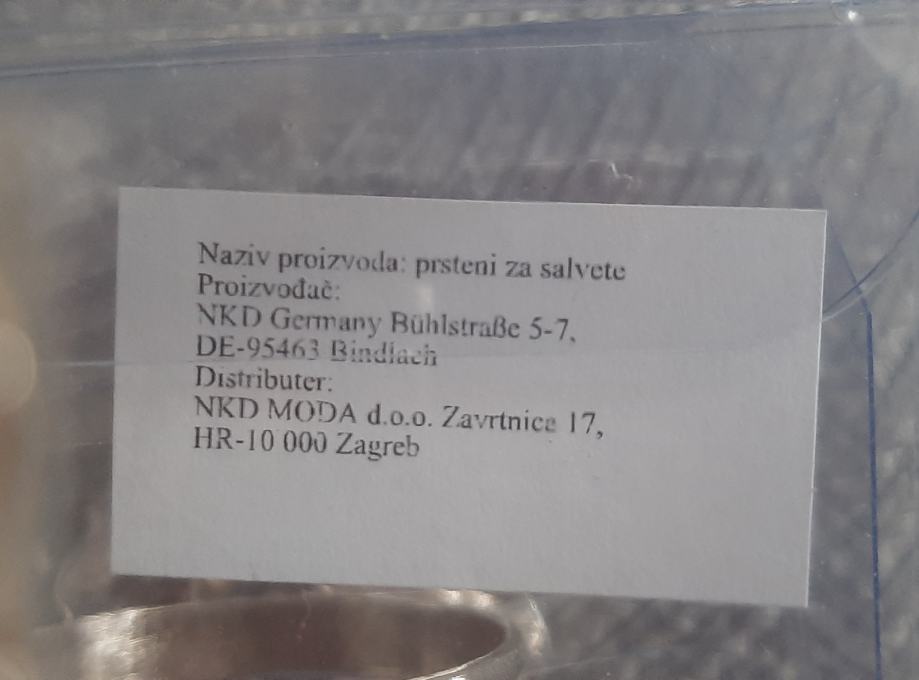 Naziv proizvoda: prsteni za salvete
Proizvođač:
NKD Germany Bühlstraße 5-7,
DE-95463 Bindlach
Distributer:
NKD MODA d.o.o. Zavrtnica 17,
HR-10 000 Zagreb